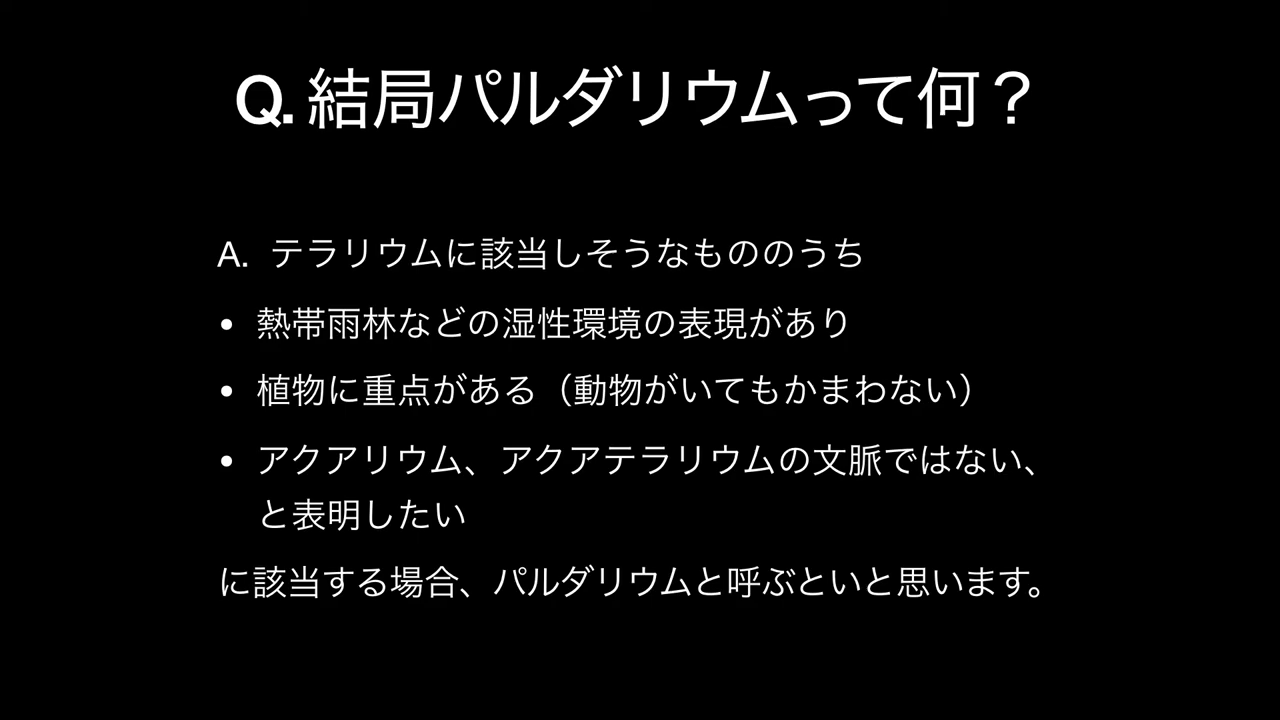 Q. 結局パルダリウムって何？
A. テラリウムに該当しそうなもののうち
• 熱帯雨林などの湿性環境の表現があり
• 植物に重点がある（動物がいてもかまわない）
• アクアリウム、アクアテラリウムの文脈ではない、
と表明したい
に該当する場合、パルダリウムと呼ぶといと思います。